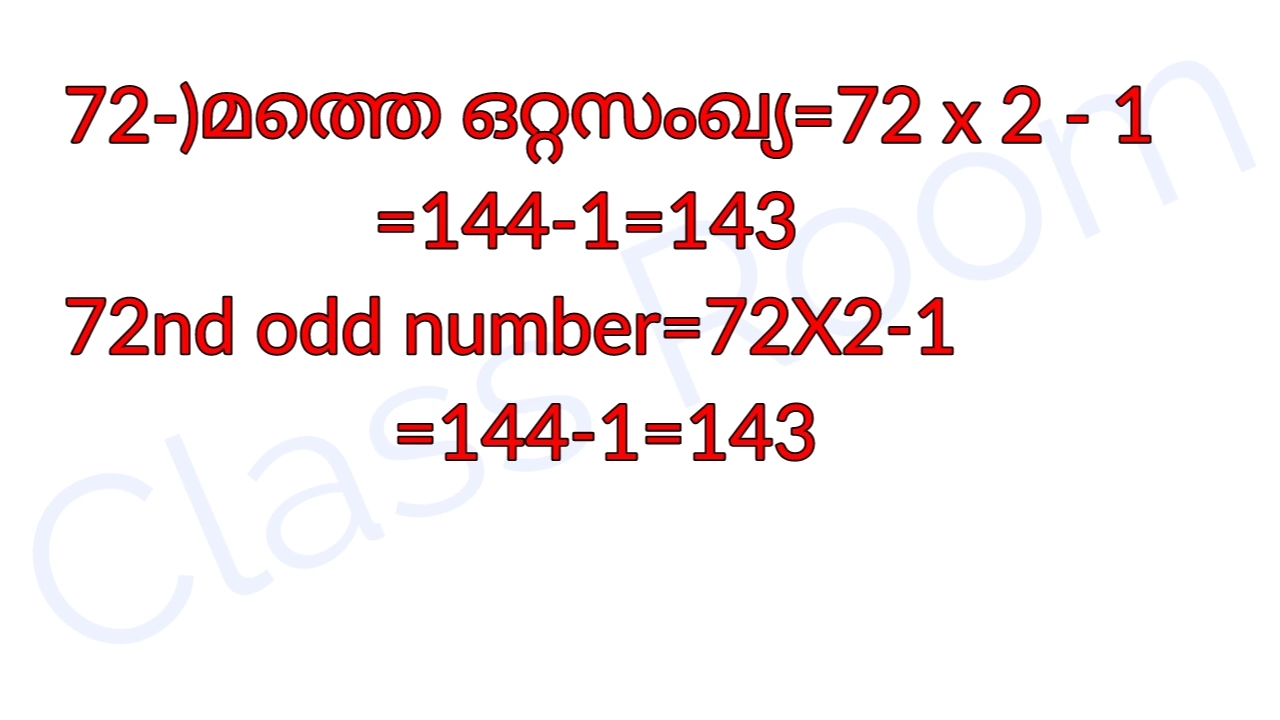 72-)മത്തെ ഒറ്റസംഖ്യ=72 x 2 - 1
=144-1=143
72nd odd number=72X2-1
=144-1=143
Class Room